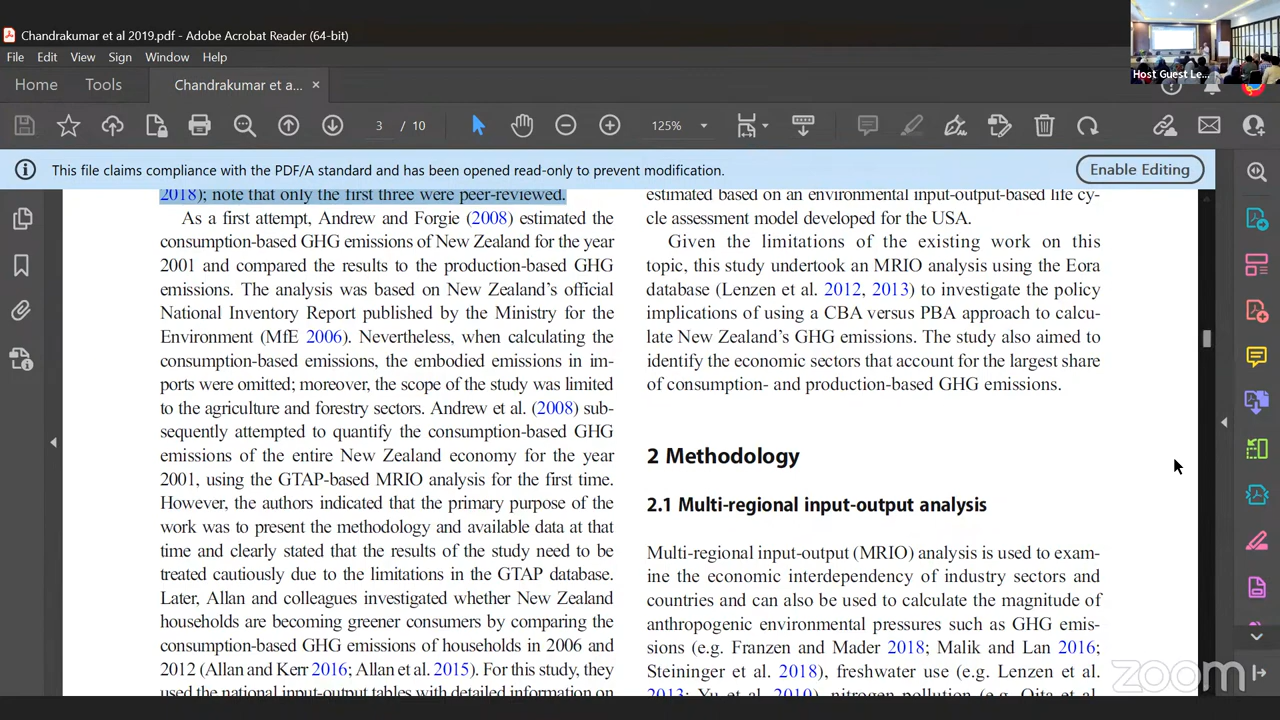 Chandrakumar et al 2019.pdf - Adobe Acrobat Reader (64-bit)
File Edit View Sign Window Help
Home Tools Chandrakumar et a... ×
3 / 10 125%
Host Guest Le...
This file claims compliance with the PDF/A standard and has been opened read-only to prevent modification. Enable Editing
2018); note that only the first three were peer-reviewed.
As a first attempt, Andrew and Forgie (2008) estimated the
consumption-based GHG emissions of New Zealand for the year
2001 and compared the results to the production-based GHG
emissions. The analysis was based on New Zealand's official
National Inventory Report published by the Ministry for the
Environment (MfE 2006). Nevertheless, when calculating the
consumption-based emissions, the embodied emissions in im-
ports were omitted; moreover, the scope of the study was limited
to the agriculture and forestry sectors. Andrew et al. (2008) sub-
sequently attempted to quantify the consumption-based GHG
emissions of the entire New Zealand economy for the year
2001, using the GTAP-based MRIO analysis for the first time.
However, the authors indicated that the primary purpose of the
work was to present the methodology and available data at that
time and clearly stated that the results of the study need to be
treated cautiously due to the limitations in the GTAP database.
Later, Allan and colleagues investigated whether New Zealand
households are becoming greener consumers by comparing the
consumption-based GHG emissions of households in 2006 and
2012 (Allan and Kerr 2016; Allan et al. 2015). For this study, they
used the national input-output tables with detailed information on
estimated based on an environmental input-output-based life cy-
cle assessment model developed for the USA.
Given the limitations of the existing work on this
topic, this study undertook an MRIO analysis using the Eora
database (Lenzen et al. 2012, 2013) to investigate the policy
implications of using a CBA versus PBA approach to calcu-
late New Zealand's GHG emissions. The study also aimed to
identify the economic sectors that account for the largest share
of consumption- and production-based GHG emissions.
2 Methodology
2.1 Multi-regional input-output analysis
Multi-regional input-output (MRIO) analysis is used to exam-
ine the economic interdependency of industry sectors and
countries and can also be used to calculate the magnitude of
anthropogenic environmental pressures such as GHG emis-
sions (e.g. Franzen and Mader 2018; Malik and Lan 2016;
Steininger et al. 2018), freshwater use (e.g. Lenzen et al.
2013; Yu et al. 2010), nitrogen pollution (e.g. Oita et al.
zoom